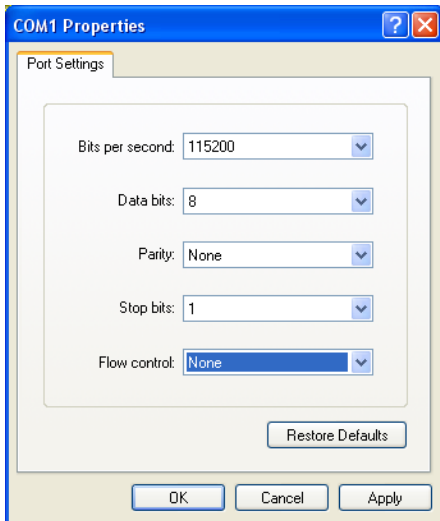 COM1 Properties
Port Settings
Bits per second: 115200
Data bits: 8
Parity: None
Stop bits: 1
Flow control: None
Restore Defaults
OK Cancel Apply